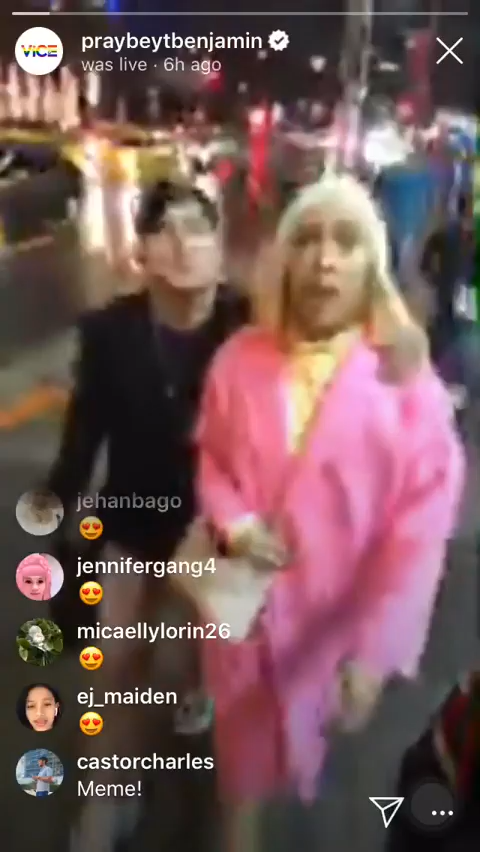 VICE
praybeytbenjamin
was live · 6h ago
jehanbago
😍
jennifergang4
😍
micaellylorin26
😍
ej_maiden
😍
castorcharles
Meme!